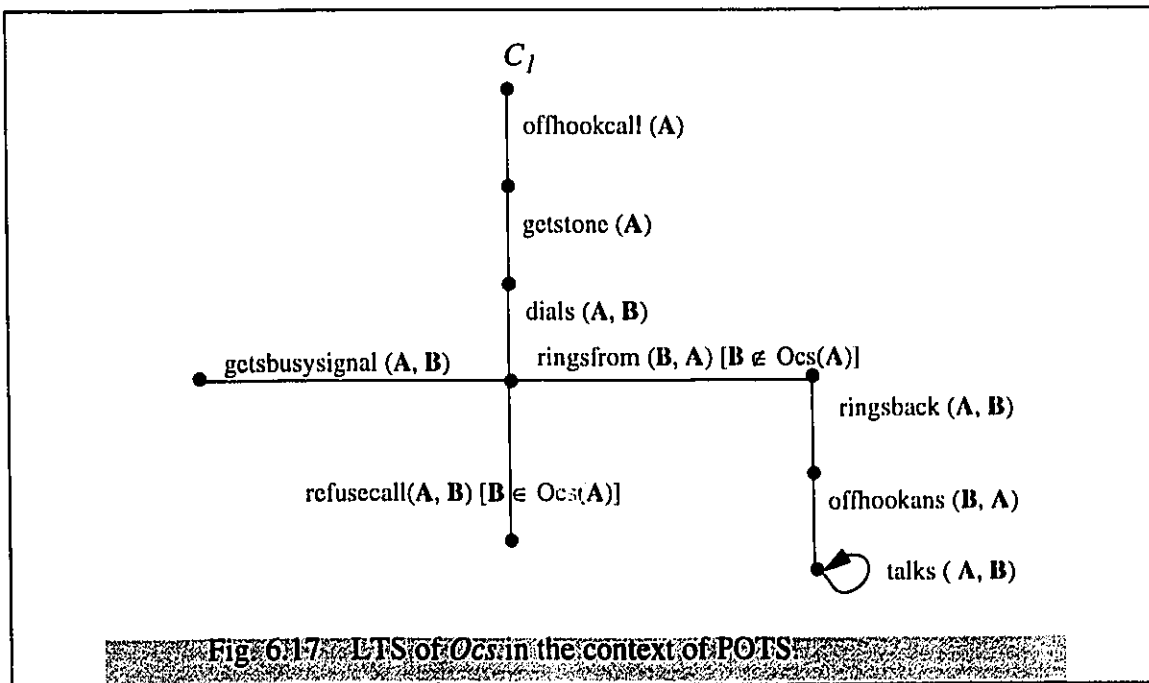 C1
offhookcall (A)
getstone (A)
dials (A, B)
getsbusysignal (A, B)
ringsfrom (B, A) [B ∉ Ocs(A)]
ringsback (A, B)
refusecall(A, B) [B ∈ Ocs(A)]
offhookans (B, A)
talks ( A, B)
Fig. 6.17 LTS of Ocs in the context of POTS.